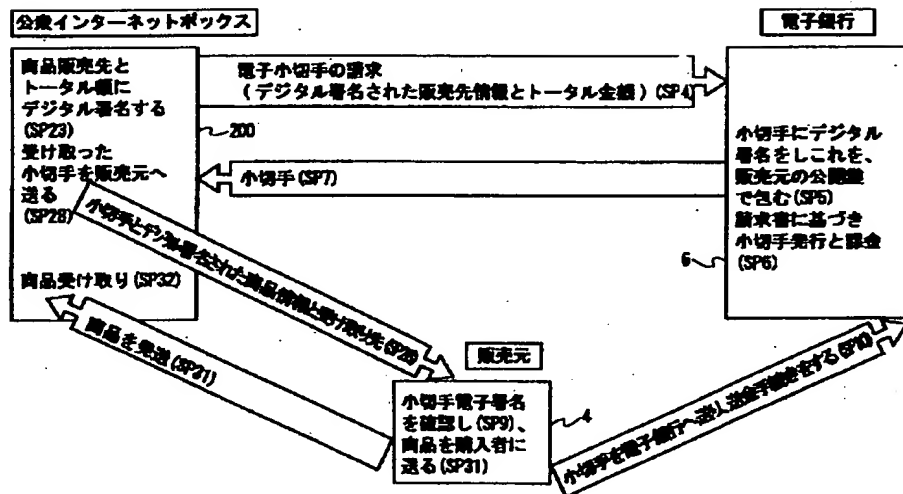 公衆インターネットボックス
電子銀行
商品販売先と
トータル額に
デジタル署名する
(SP23)
受け取った
小切手を販売元へ
送る
(SP28)
商品受け取り(SP32)
200
電子小切手の請求
(デジタル署名された販売先情報とトータル金額)(SP4)
小切手(SP7)
小切手にデジタル
署名をしこれを、
販売元の公開鍵
で包む(SP5)
請求書に基づき
小切手発行と課金
(SP6)
6
小切手とデジタル署名された商品情報と受け取り先(SP28)
商品を発送(SP21)
販売元
小切手電子署名
を確認し(SP9)、
商品を購入者に
送る(SP31)
4
小切手を電子銀行へ送り、送金手続きをする(SP10)